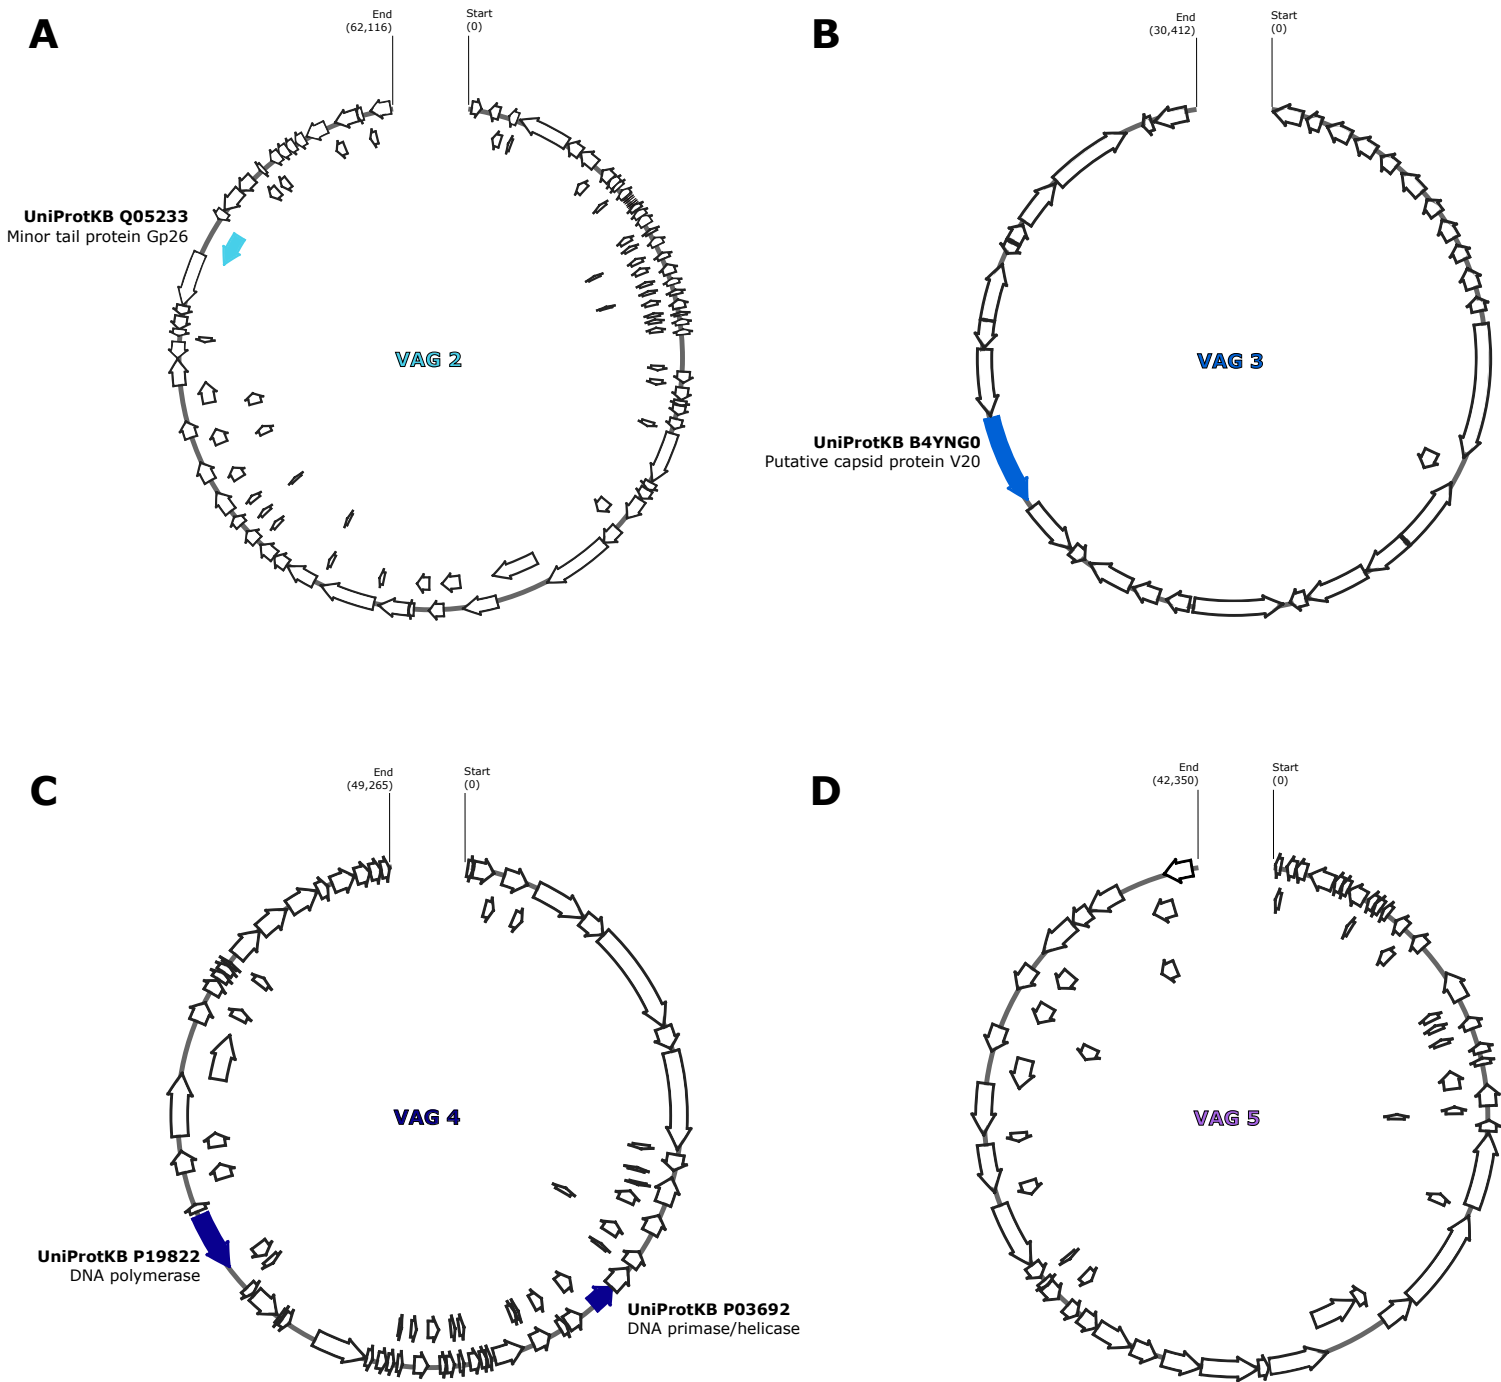 A
End
(62,116)
Start
(0)
UniProtKB Q05233
Minor tail protein Gp26
VAG 2
B
End
(30,412)
Start
(0)
VAG 3
UniProtKB B4YNG0
Putative capsid protein V20
C
End
(49,265)
Start
(0)
VAG 4
UniProtKB P19822
DNA polymerase
UniProtKB P03692
DNA primase/helicase
D
End
(42,350)
Start
(0)
VAG 5